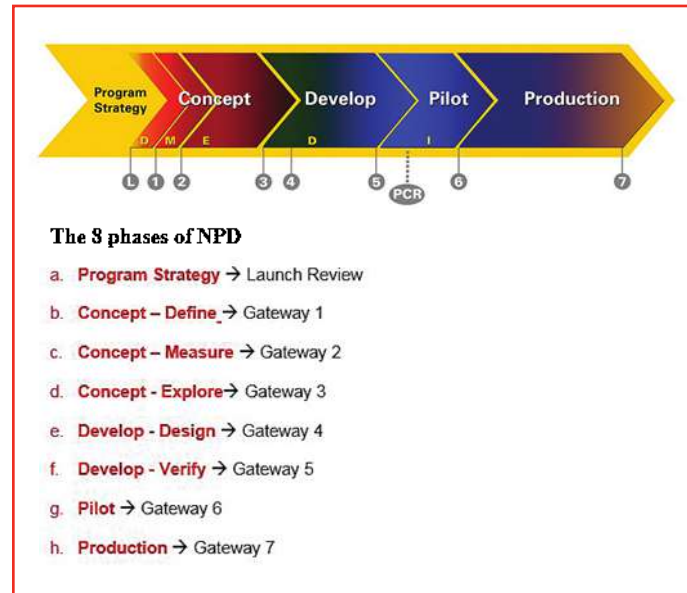 Program
Strategy
Concept
Develop
Pilot
Production
D M E D I
L 1 2 3 4 5 PCR 6 7
The 8 phases of NPD
a. Program Strategy → Launch Review
b. Concept – Define → Gateway 1
c. Concept – Measure → Gateway 2
d. Concept - Explore→ Gateway 3
e. Develop - Design → Gateway 4
f. Develop - Verify → Gateway 5
g. Pilot → Gateway 6
h. Production → Gateway 7